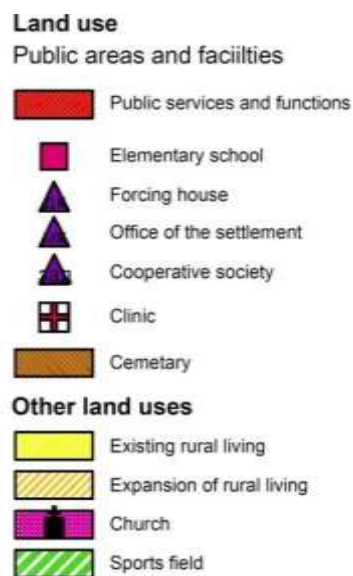 Land use
Public areas and faciilties
Public services and functions
Elementary school
Forcing house
Office of the settlement
Cooperative society
Clinic
Cemetary
Other land uses
Existing rural living
Expansion of rural living
Church
Sports field